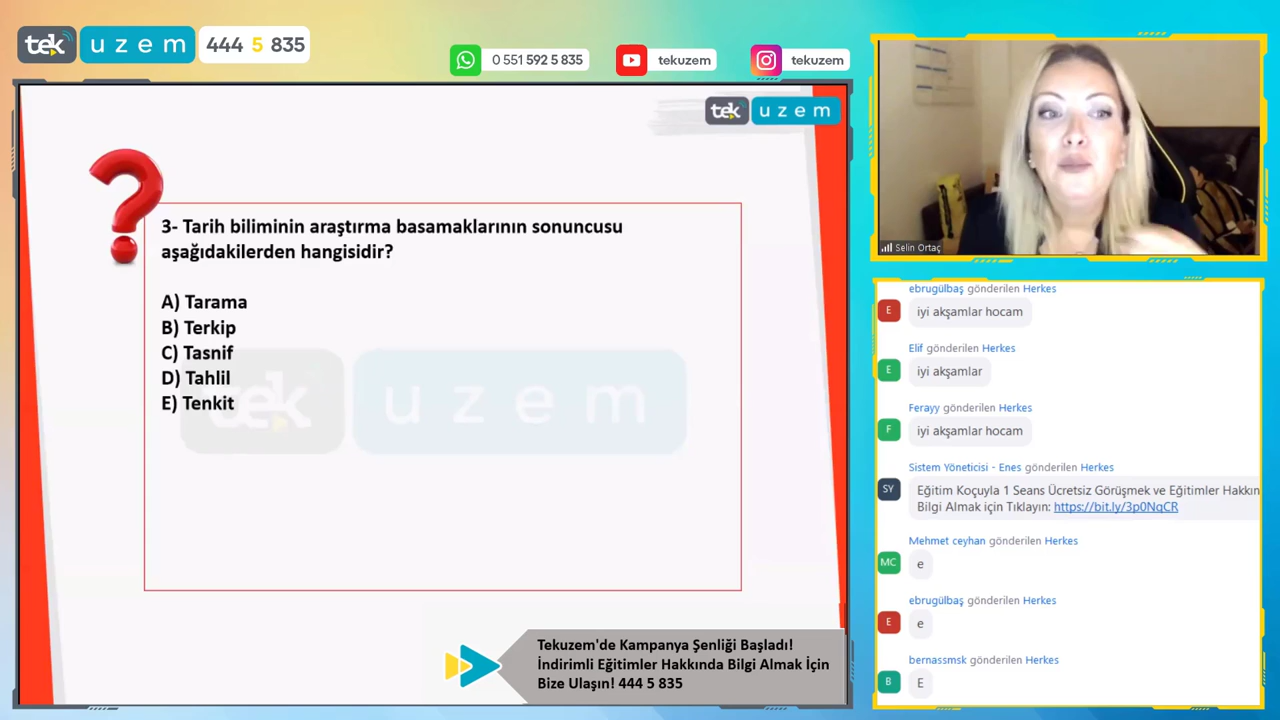 tek uzem 444 5 835
0 551 592 5 835
tekuzem
tekuzem
tek uzem
3- Tarih biliminin araştırma basamaklarının sonuncusu
aşağıdakilerden hangisidir?
A) Tarama
B) Terkip
C) Tasnif
D) Tahlil
E) Tenkit
tek uzem
Tekuzem'de Kampanya Şenliği Başladı!
İndirimli Eğitimler Hakkında Bilgi Almak İçin
Bize Ulaşın! 444 5 835
Selin Ortaç
ebrugülbaş gönderilen Herkes
E
iyi akşamlar hocam
Elif gönderilen Herkes
E
iyi akşamlar
Ferayy gönderilen Herkes
F
iyi akşamlar hocam
Sistem Yöneticisi - Enes gönderilen Herkes
SY
Eğitim Koçuyla 1 Seans Ücretsiz Görüşmek ve Eğitimler Hakkın
Bilgi Almak için Tıklayın: https://bit.ly/3p0NqCR
Mehmet ceyhan gönderilen Herkes
MC
e
ebrugülbaş gönderilen Herkes
E
e
bernassmsk gönderilen Herkes
B
E